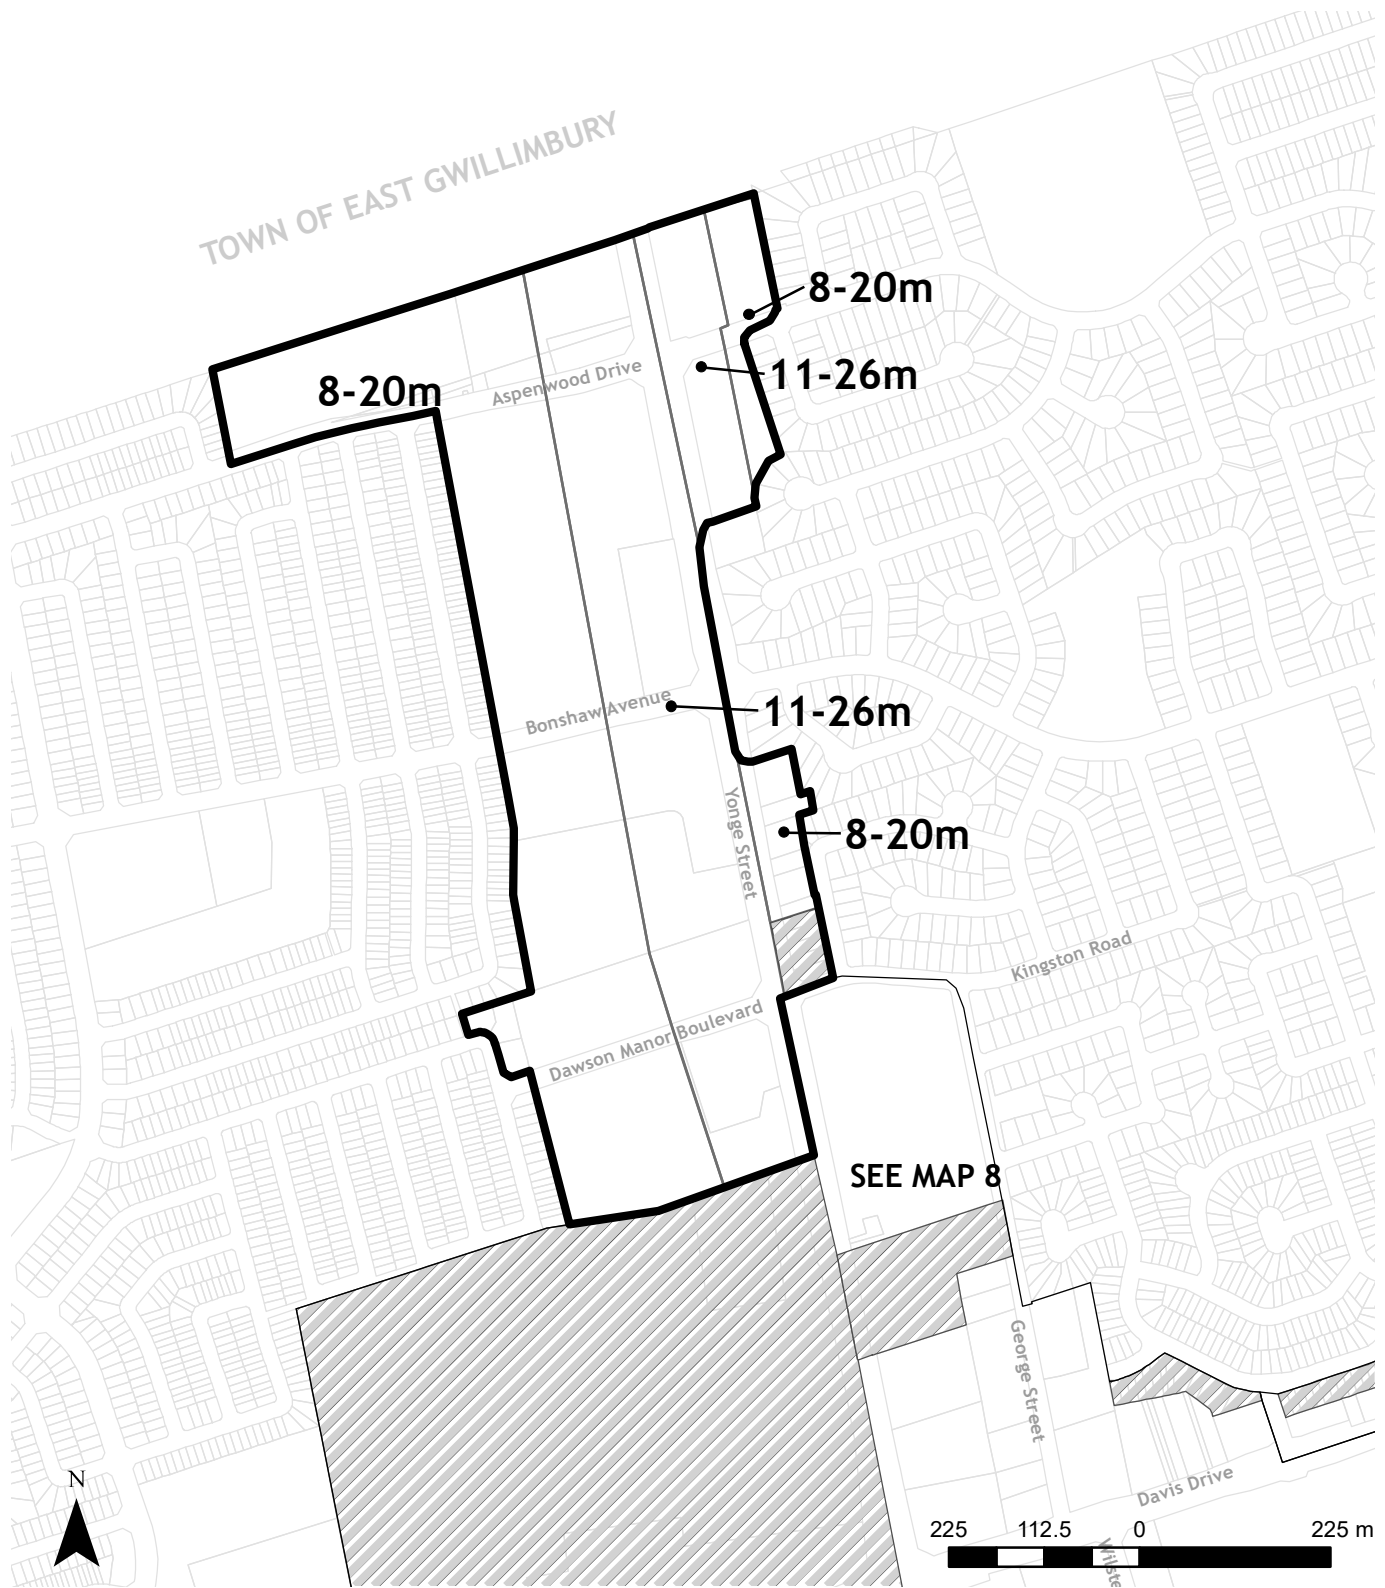 TOWN OF EAST GWILLIMBURY
8-20m
11-26m
8-20m
Aspenwood Drive
Bonshaw Avenue
11-26m
Yonge Street
8-20m
Kingston Road
Dawson Manor Boulevard
SEE MAP 8
George Street
Davis Drive
N
225 112.5 0 225 m